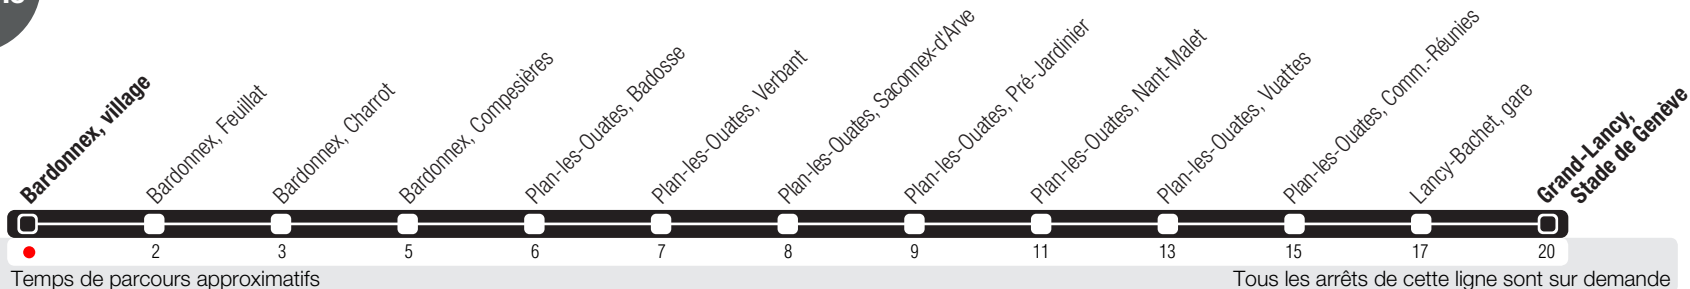 Bardonnex, village
Bardonnex, Feuillat
Bardonnex, Charrot
Bardonnex, Compesières
Plan-les-Ouates, Badosse
Plan-les-Ouates, Verbant
Plan-les-Ouates, Saconnex-d'Arve
Plan-les-Ouates, Pré-Jardinier
Plan-les-Ouates, Nant-Malet
Plan-les-Ouates, Vuattes
Plan-les-Ouates, Comm.-Réunies
Lancy-Bachet, gare
Grand-Lancy,
Stade de Genève
2 3 5 6 7 8 9 11 13 15 17 20
Temps de parcours approximatifs
Tous les arrêts de cette ligne sont sur demande